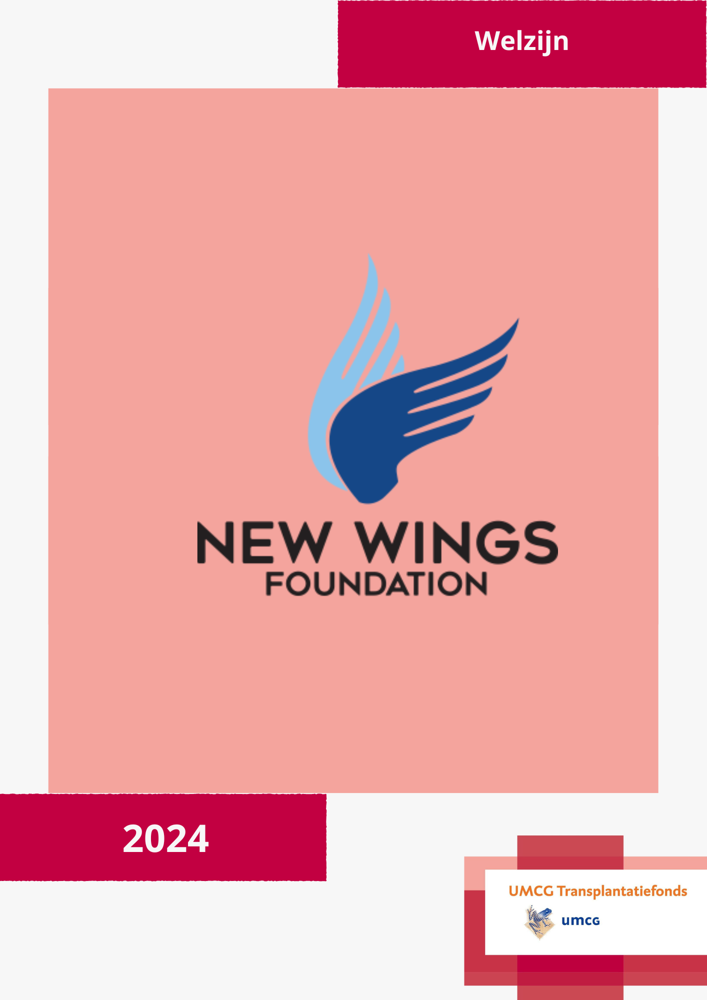 Welzijn
NEW WINGS
FOUNDATION
2024
UMCG Transplantatiefonds
umcg